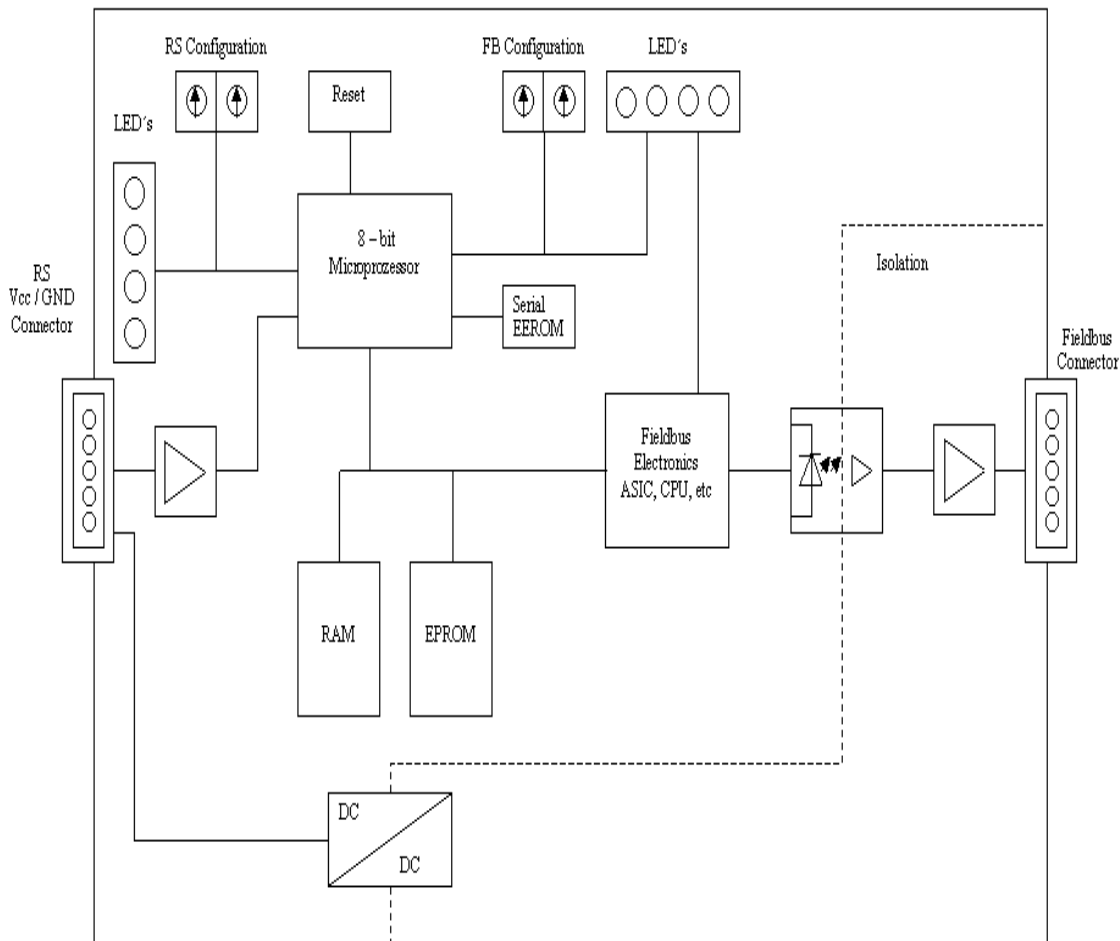 RS Configuration
FB Configuration
LED´s
Reset
LED´s
8 – bit
Microprozessor
Isolation
RS
Vcc / GND
Connector
Serial
EEROM
Fieldbus
Connector
Fieldbus
Electronics
ASIC, CPU, etc
RAM
EPROM
DC
DC